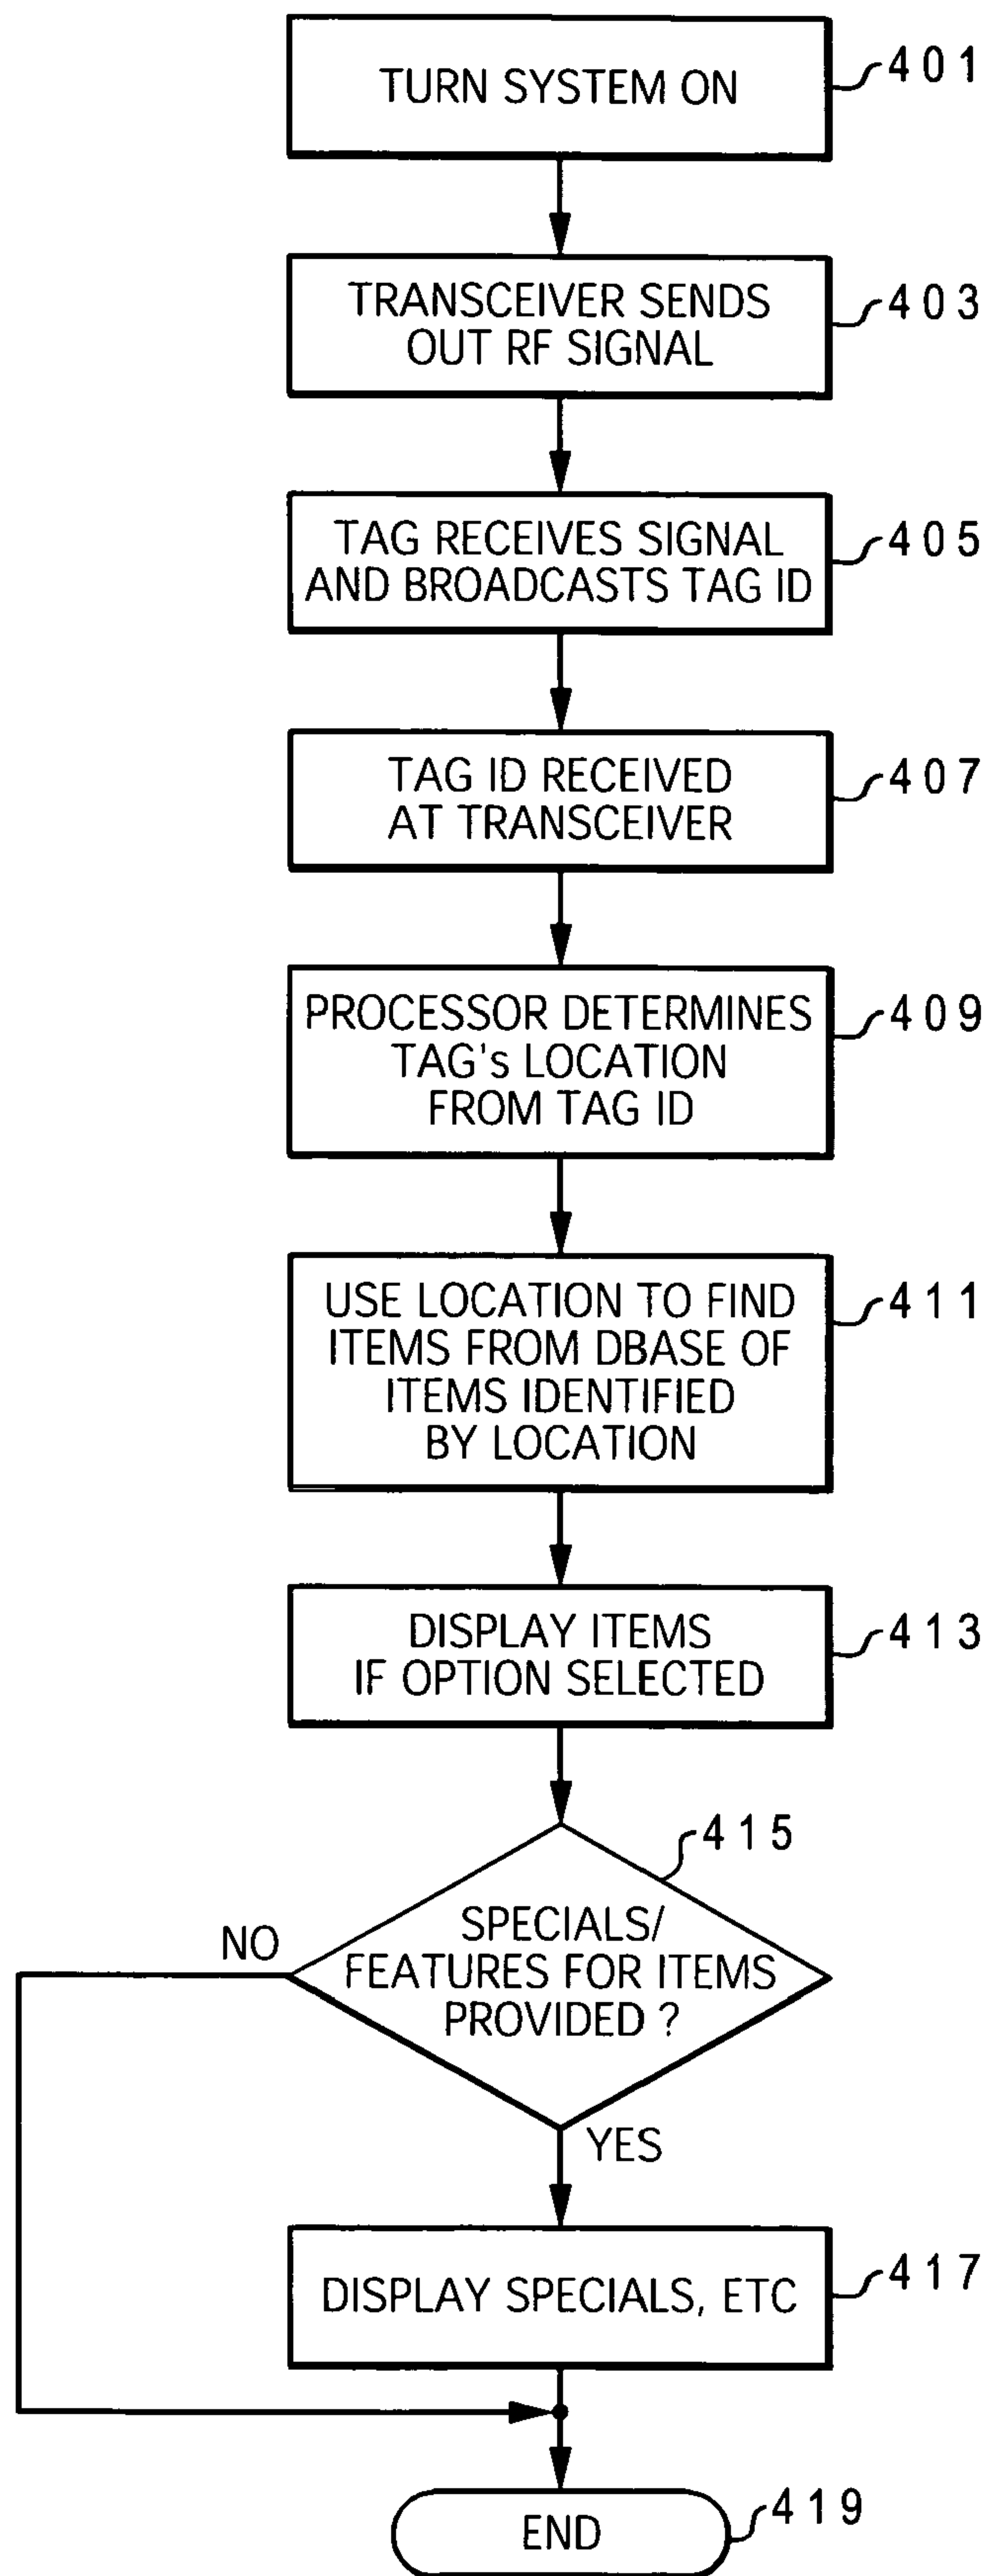 TURN SYSTEM ON
401
TRANSCEIVER SENDS
OUT RF SIGNAL
403
TAG RECEIVES SIGNAL
AND BROADCASTS TAG ID
405
TAG ID RECEIVED
AT TRANSCEIVER
407
PROCESSOR DETERMINES
TAG's LOCATION
FROM TAG ID
409
USE LOCATION TO FIND
ITEMS FROM DBASE OF
ITEMS IDENTIFIED
BY LOCATION
411
DISPLAY ITEMS
IF OPTION SELECTED
413
415
SPECIALS/
FEATURES FOR ITEMS
PROVIDED ?
NO
YES
DISPLAY SPECIALS, ETC
417
END
419